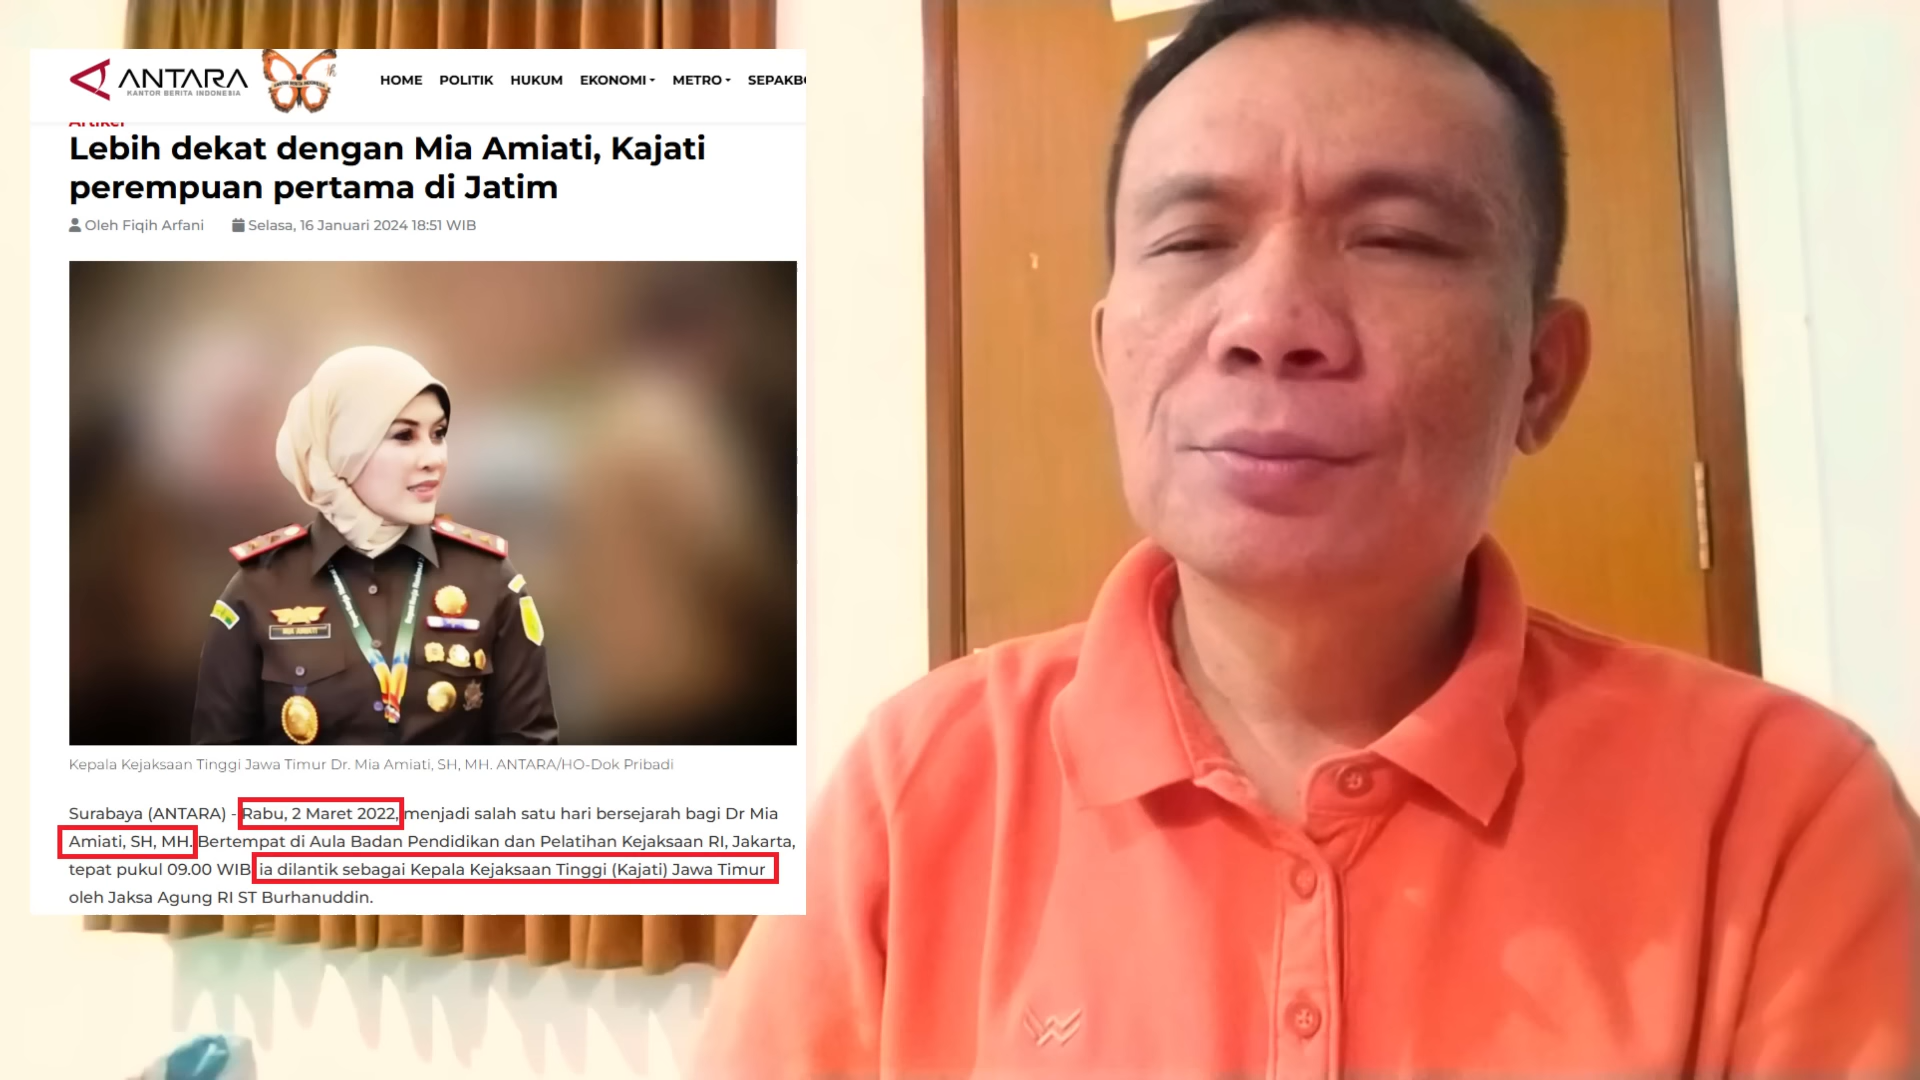 ANTARA
KANTOR BERITA INDONESIA
th
HOME POLITIK HUKUM EKONOMI METRO SEPAKBO
Artikel
Lebih dekat dengan Mia Amiati, Kajati
perempuan pertama di Jatim
Oleh Fiqih Arfani Selasa, 16 Januari 2024 18:51 WIB
MIA AMIATI
Kepala Kejaksaan Tinggi Jawa Timur Dr. Mia Amiati, SH, MH. ANTARA/HO-Dok Pribadi
Surabaya (ANTARA) - Rabu, 2 Maret 2022, menjadi salah satu hari bersejarah bagi Dr Mia
Amiati, SH, MH. Bertempat di Aula Badan Pendidikan dan Pelatihan Kejaksaan RI, Jakarta,
tepat pukul 09.00 WIB ia dilantik sebagai Kepala Kejaksaan Tinggi (Kajati) Jawa Timur
oleh Jaksa Agung RI ST Burhanuddin.